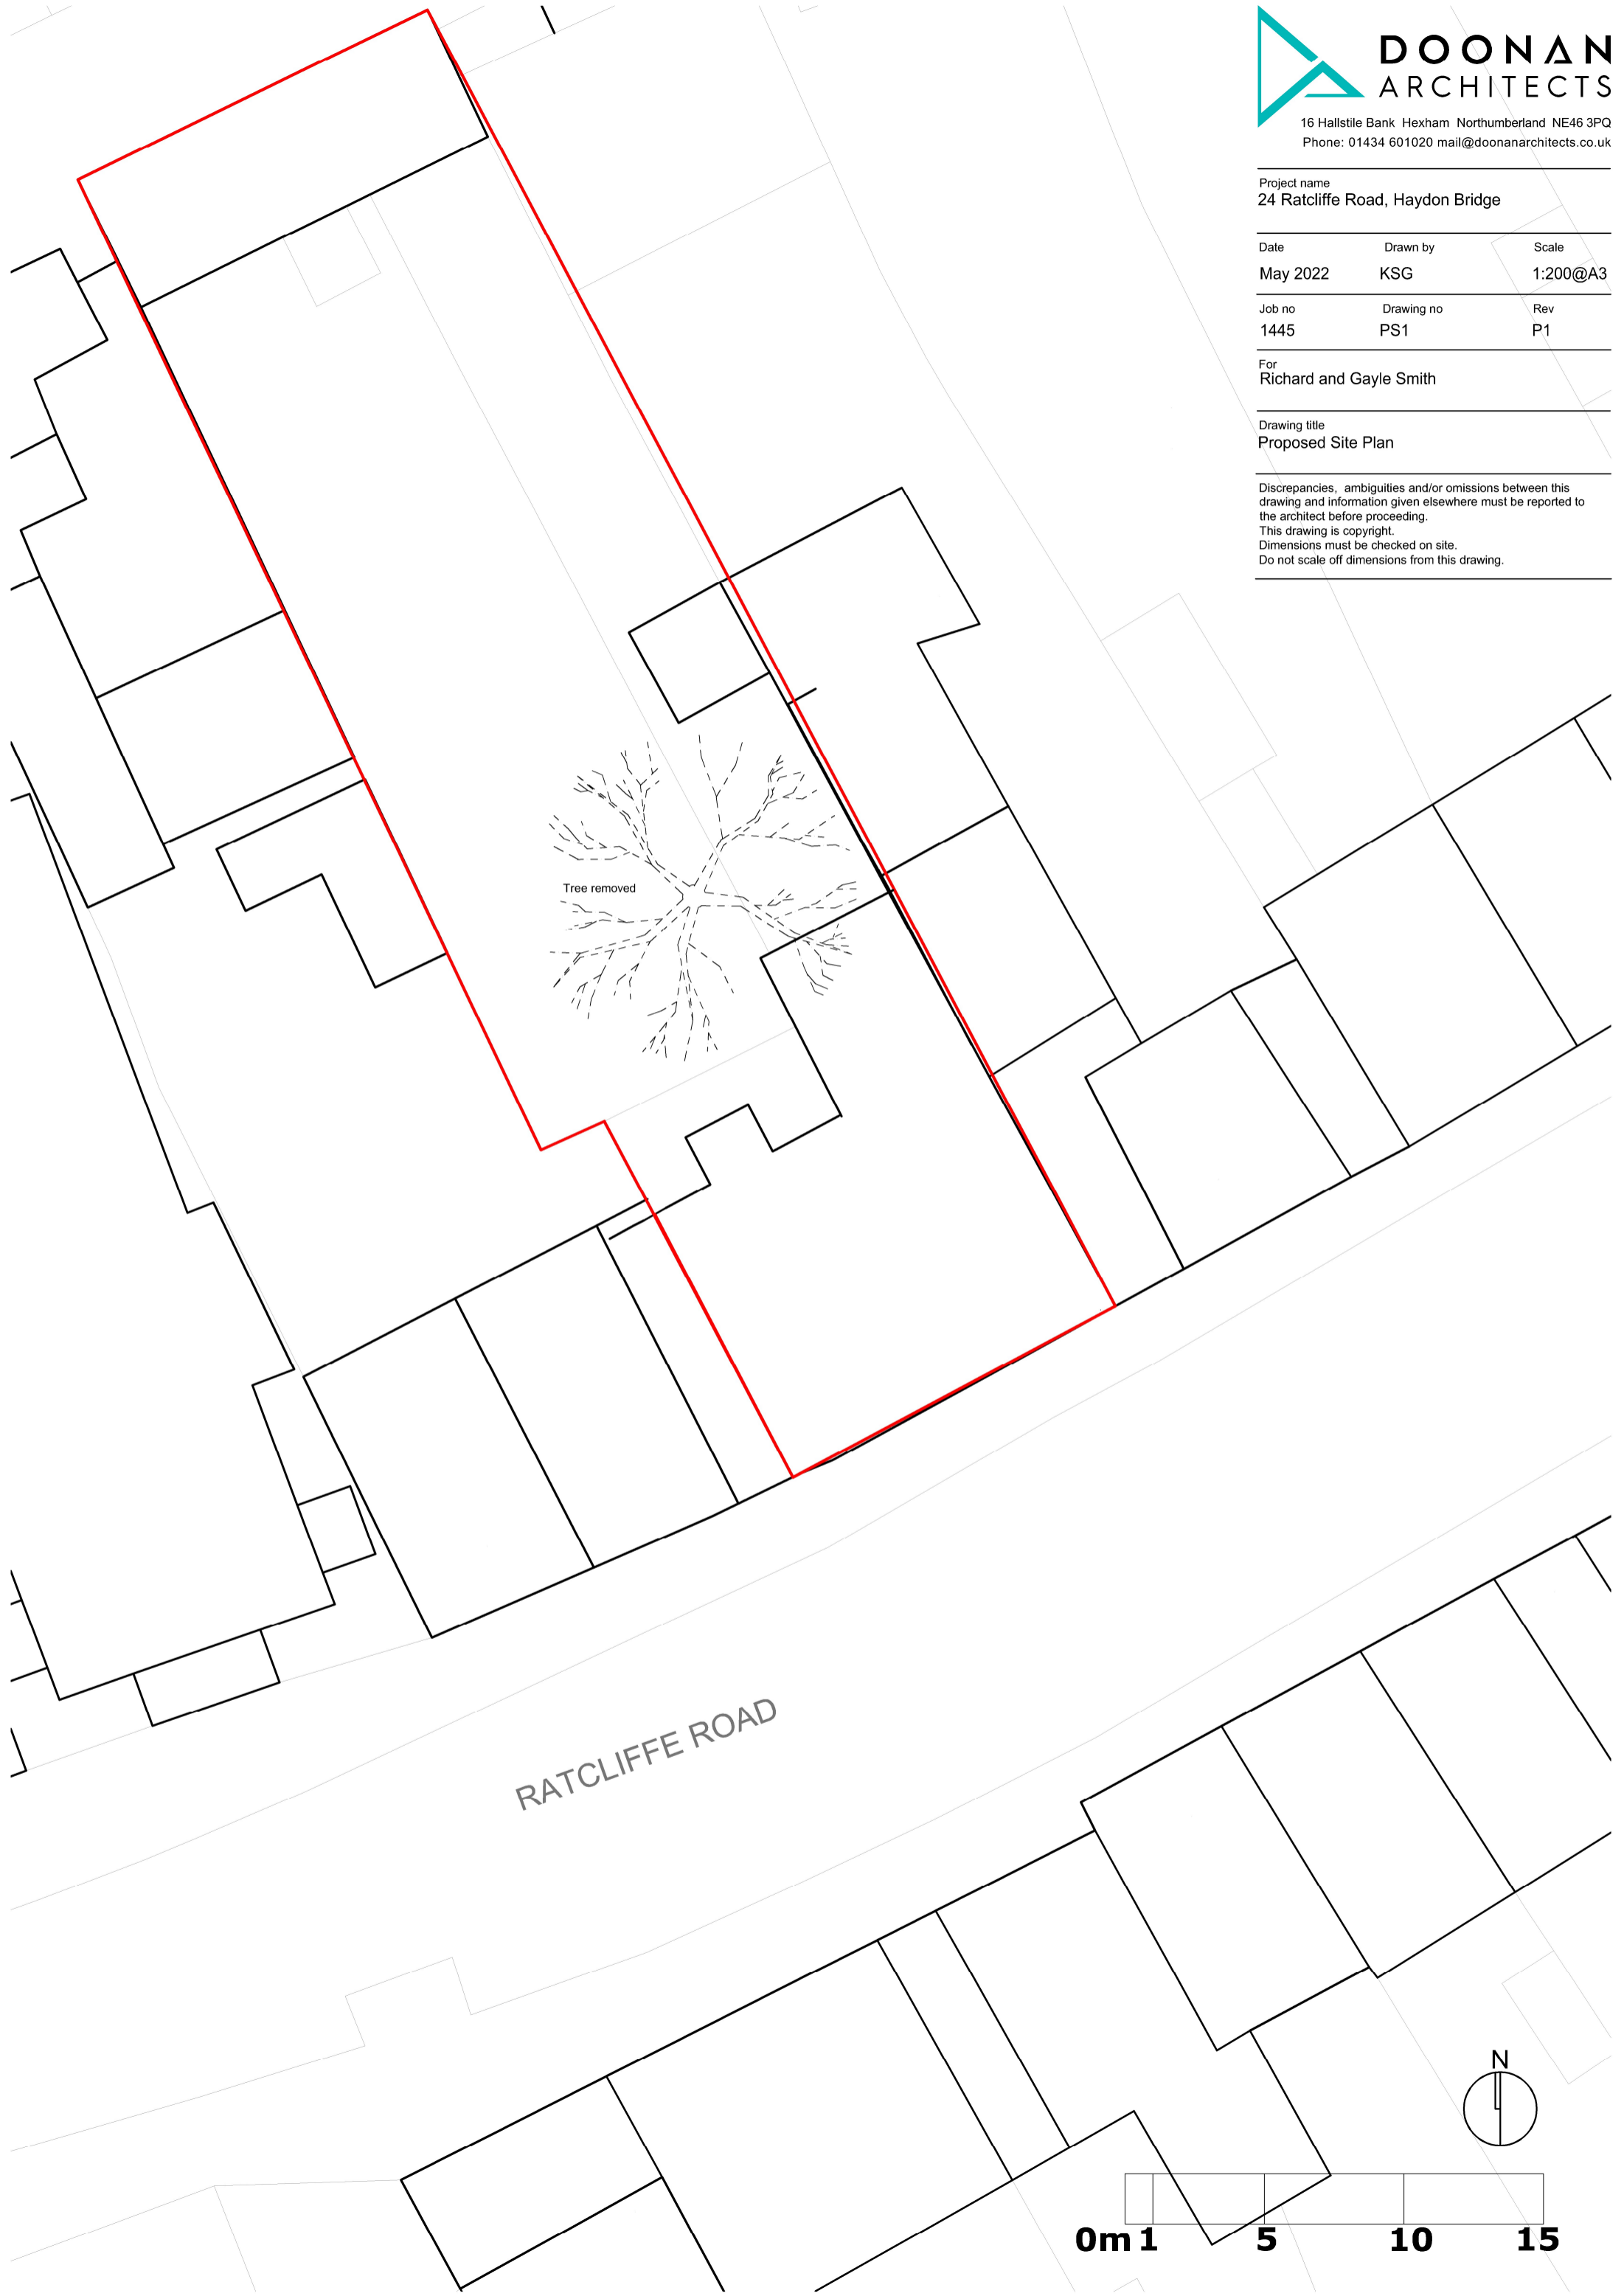 DOONAN
ARCHITECTS
16 Hallstile Bank Hexham Northumberland NE46 3PQ
Phone: 01434 601020 mail@doonanarchitects.co.uk
Project name
24 Ratcliffe Road, Haydon Bridge
Date Drawn by Scale
May 2022 KSG 1:200@A3
Job no Drawing no Rev
1445 PS1 P1
For
Richard and Gayle Smith
Drawing title
Proposed Site Plan
Discrepancies, ambiguities and/or omissions between this
drawing and information given elsewhere must be reported to
the architect before proceeding.
This drawing is copyright.
Dimensions must be checked on site.
Do not scale off dimensions from this drawing.
Tree removed
RATCLIFFE ROAD
N
0m 1 5 10 15